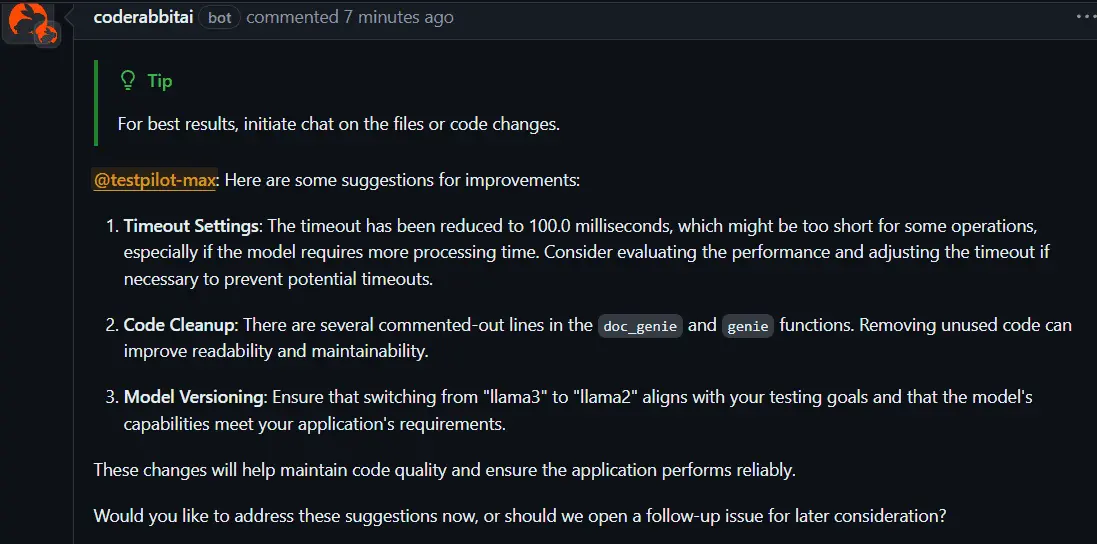 coderabbitai bot commented 7 minutes ago
Tip
For best results, initiate chat on the files or code changes.
@testpilot-max: Here are some suggestions for improvements:
1. Timeout Settings: The timeout has been reduced to 100.0 milliseconds, which might be too short for some operations,
especially if the model requires more processing time. Consider evaluating the performance and adjusting the timeout if
necessary to prevent potential timeouts.
2. Code Cleanup: There are several commented-out lines in the doc_genie and genie functions. Removing unused code can
improve readability and maintainability.
3. Model Versioning: Ensure that switching from "llama3" to "llama2" aligns with your testing goals and that the model's
capabilities meet your application's requirements.
These changes will help maintain code quality and ensure the application performs reliably.
Would you like to address these suggestions now, or should we open a follow-up issue for later consideration?